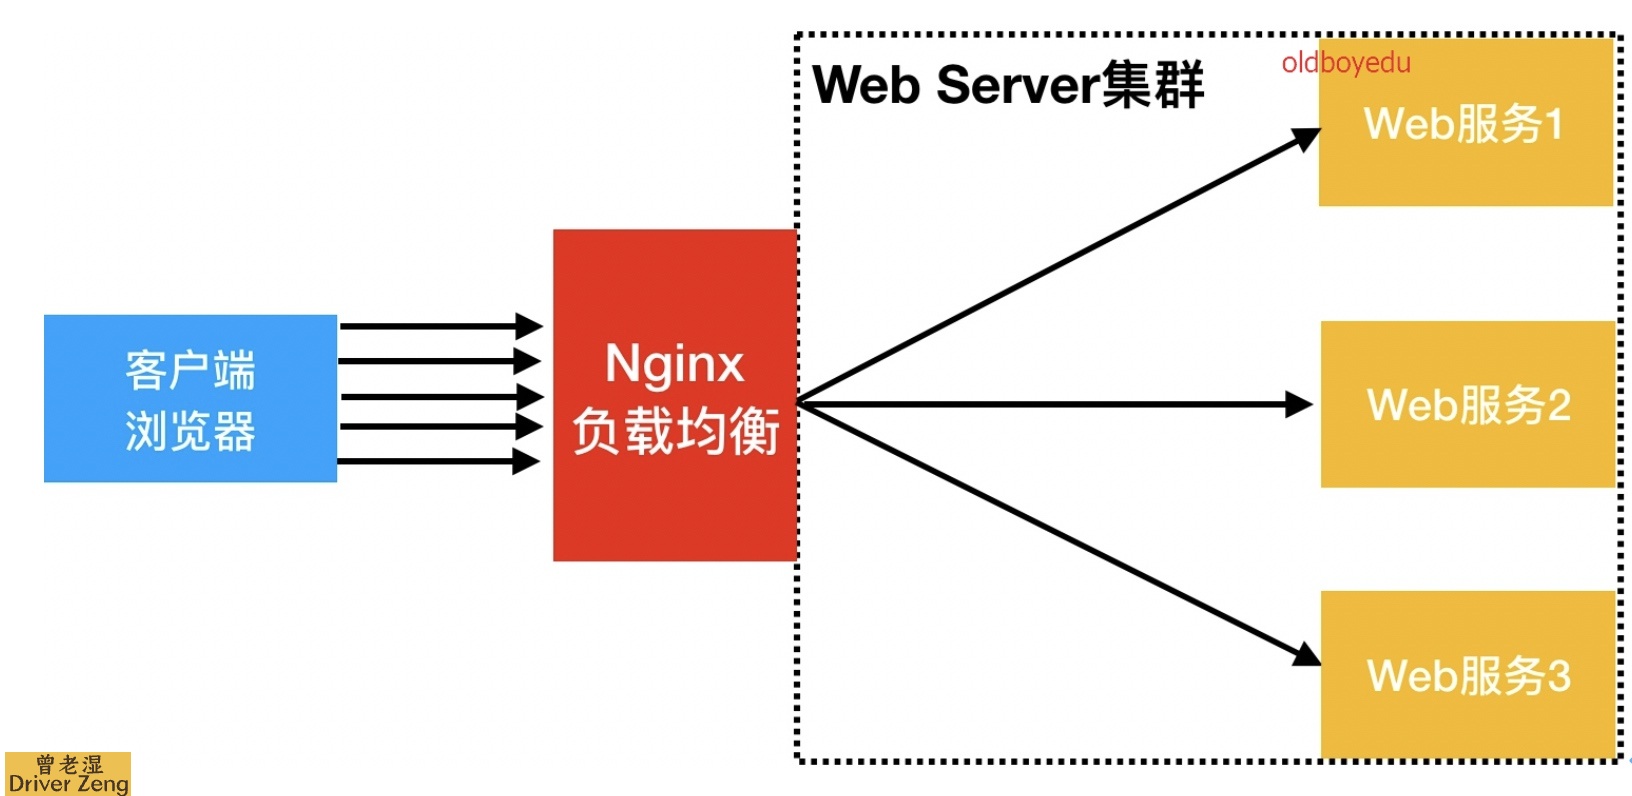 Web Server集群
oldboyedu
Web服务1
客户端
浏览器
Nginx
负载均衡
Web服务2
Web服务3
曾老湿
Driver Zeng